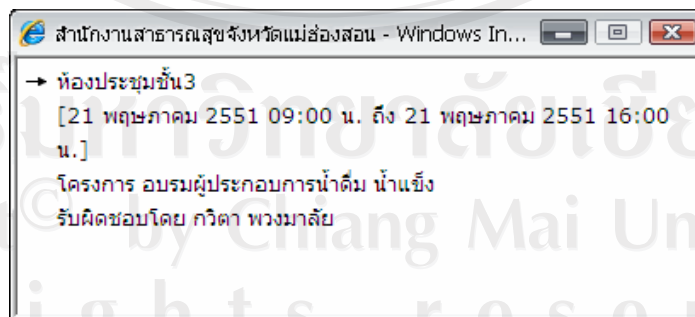 สำนักงานสาธารณสุขจังหวัดแม่ฮ่องสอน - Windows In...
→ ห้องประชุมชั้น3
[21 พฤษภาคม 2551 09:00 น. ถึง 21 พฤษภาคม 2551 16:00
น.]
โครงการ อบรมผู้ประกอบการน้ำดื่ม น้ำแข็ง
รับผิดชอบโดย กวิตา พวงมาลัย
© by Chiang Mai Un